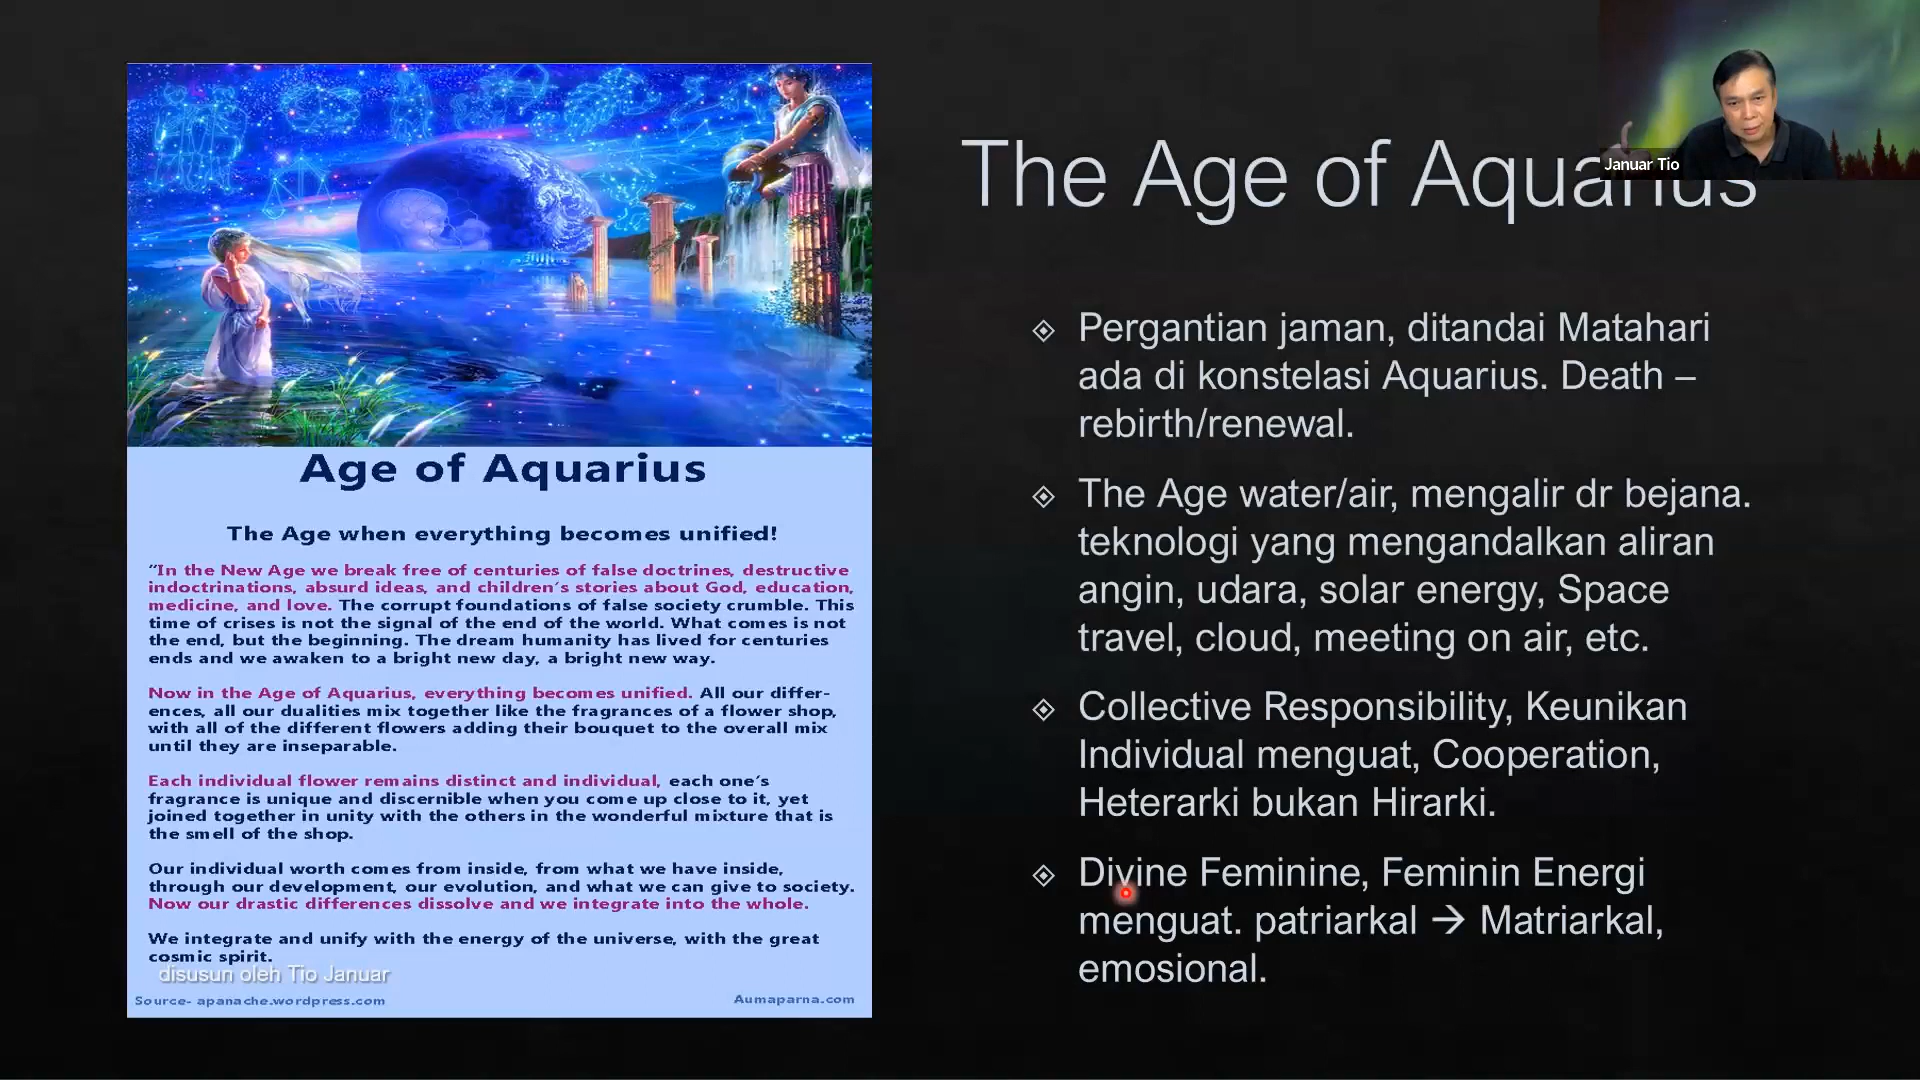 The Age of Aquarius
Januar Tio
Pergantian jaman, ditandai Matahari
ada di konstelasi Aquarius. Death –
rebirth/renewal.
The Age water/air, mengalir dr bejana.
teknologi yang mengandalkan aliran
angin, udara, solar energy, Space
travel, cloud, meeting on air, etc.
Collective Responsibility, Keunikan
Individual menguat, Cooperation,
Heterarki bukan Hirarki.
Divine Feminine, Feminin Energi
menguat. patriarkal → Matriarkal,
emosional.
Age of Aquarius
The Age when everything becomes unified!
“In the New Age we break free of centuries of false doctrines, destructive
indoctrinations, absurd ideas, and children’s stories about God, education,
medicine, and love. The corrupt foundations of false society crumble. This
time of crises is not the signal of the end of the world. What comes is not
the end, but the beginning. The dream humanity has lived for centuries
ends and we awaken to a bright new day, a bright new way.
Now in the Age of Aquarius, everything becomes unified. All our differ-
ences, all our dualities mix together like the fragrances of a flower shop,
with all of the different flowers adding their bouquet to the overall mix
until they are inseparable.
Each individual flower remains distinct and individual, each one’s
fragrance is unique and discernible when you come up close to it, yet
joined together in unity with the others in the wonderful mixture that is
the smell of the shop.
Our individual worth comes from inside, from what we have inside,
through our development, our evolution, and what we can give to society.
Now our drastic differences dissolve and we integrate into the whole.
We integrate and unify with the energy of the universe, with the great
cosmic spirit.
disusun oleh Tio Januar
Source- apanache.wordpress.com
Aumaparna.com